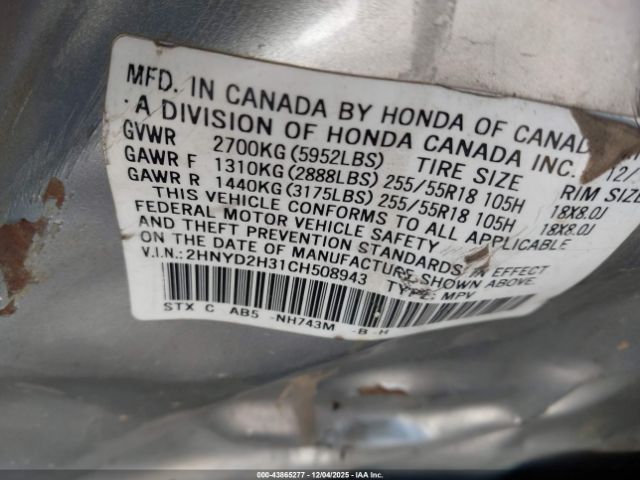 MFD. IN CANADA BY HONDA OF CANAD
A DIVISION OF HONDA CANADA INC. 12/
GVWR 2700KG(5952LBS) TIRE SIZE RIM SIZE
GAWR F 1310KG(2888LBS) 255/55R18 105H 18X8.0J
GAWR R 1440KG(3175LBS) 255/55R18 105H 18X8.0J
THIS VEHICLE CONFORMS TO ALL APPLICABLE
FEDERAL MOTOR VEHICLE SAFETY
AND THEFT PREVENTION STANDARDS IN EFFECT
ON THE DATE OF MANUFACTURE SHOWN ABOVE.
V.I.N.: 2HNYD2H31CH508943 TYPE: MPV
STX C AB5 -NH743M -B -H
000-43865277 - 12/04/2025 - IAA Inc.